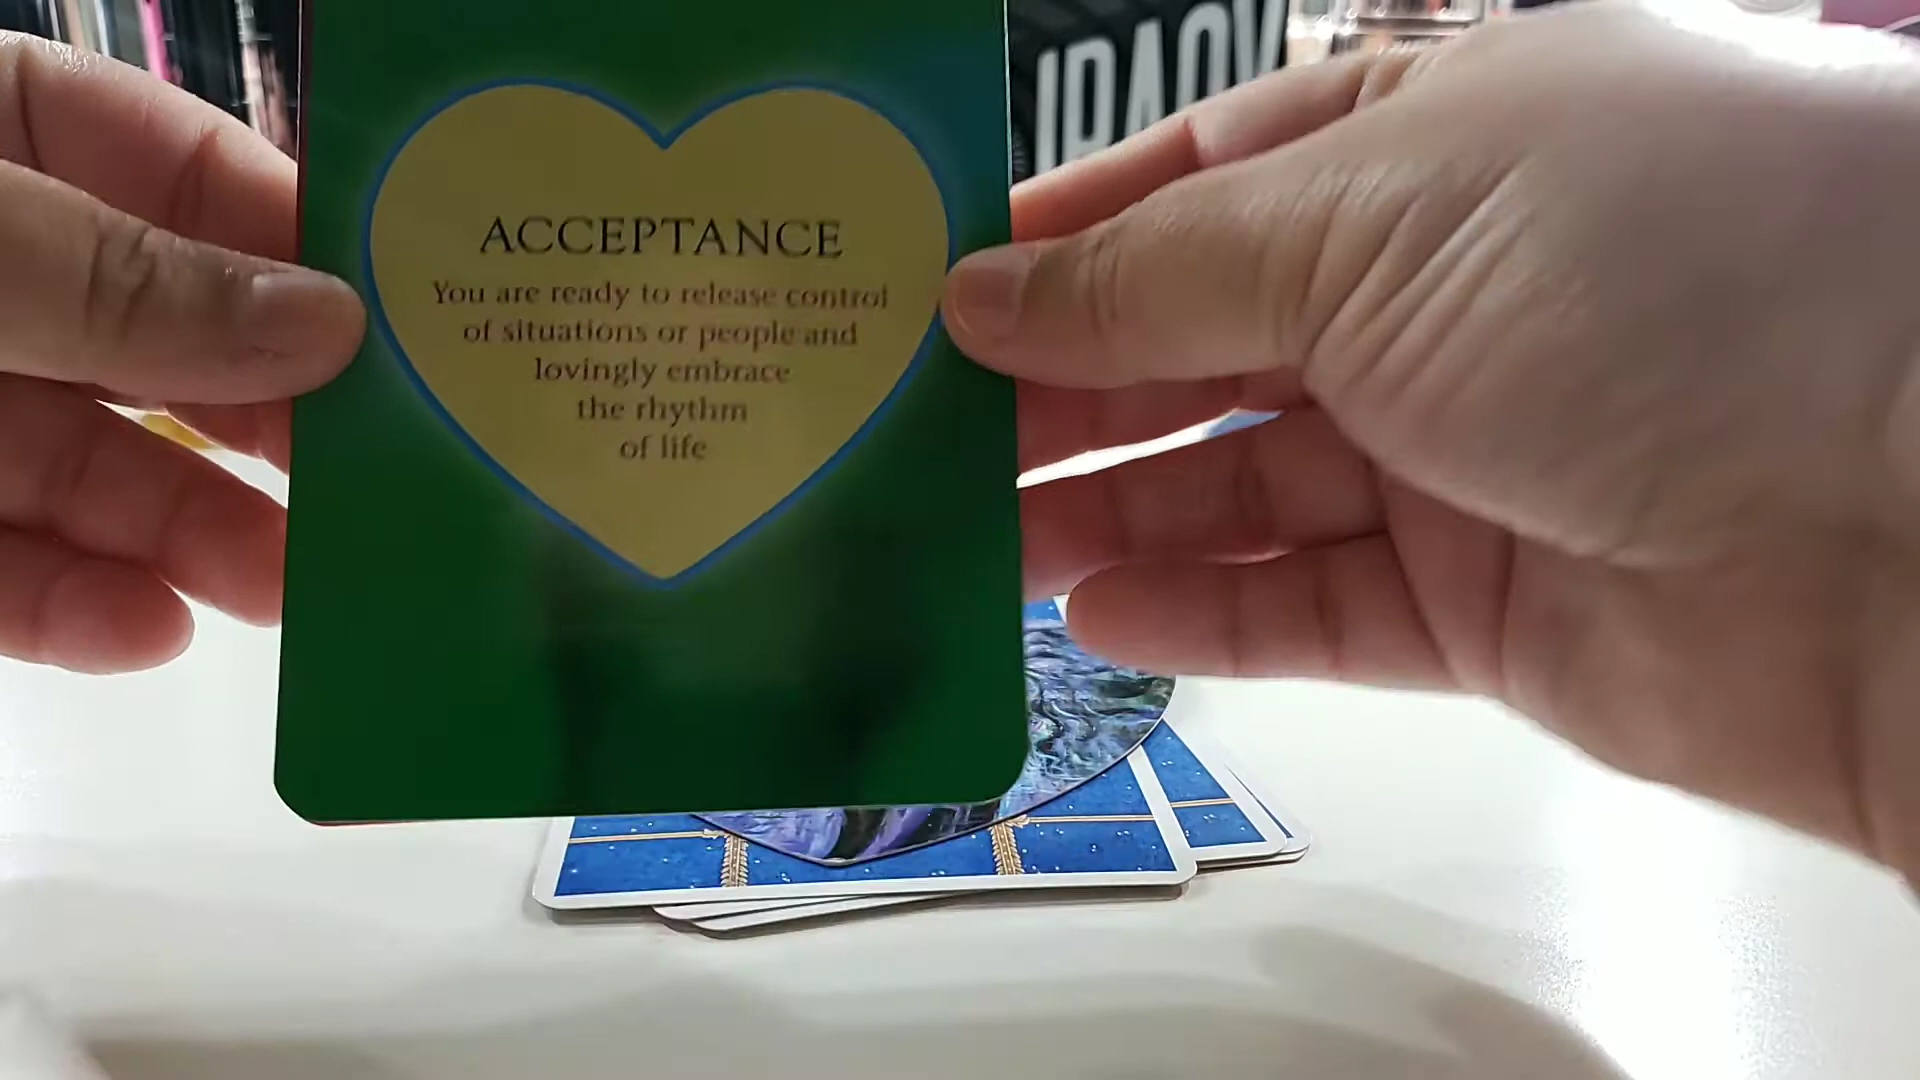 ACCEPTANCE
You are ready to release control
of situations or people and
lovingly embrace
the rhythm
of life